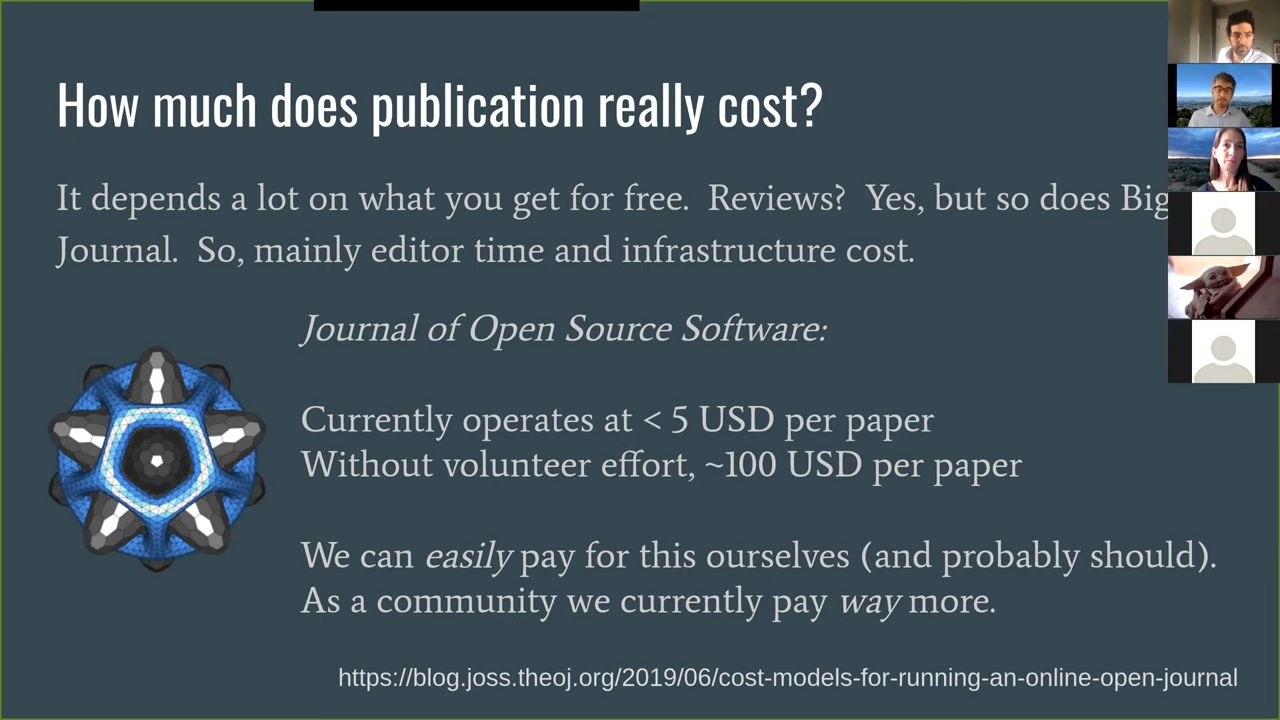 How much does publication really cost?
It depends a lot on what you get for free. Reviews? Yes, but so does Big
Journal. So, mainly editor time and infrastructure cost.
Journal of Open Source Software:
Currently operates at < 5 USD per paper
Without volunteer effort, ~100 USD per paper
We can easily pay for this ourselves (and probably should).
As a community we currently pay way more.
https://blog.joss.theoj.org/2019/06/cost-models-for-running-an-online-open-journal